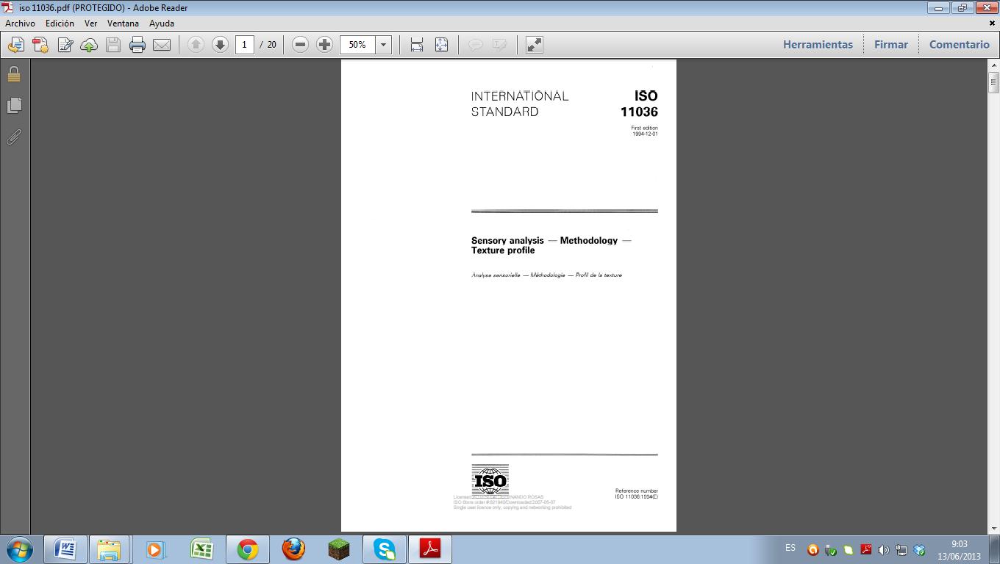 iso 11036.pdf (PROTEGIDO) - Adobe Reader
Archivo Edición Ver Ventana Ayuda
1 / 20 50% Herramientas Firmar Comentario
INTERNATIONAL STANDARD
ISO 11036
First edition
1994-12-01
Sensory analysis — Methodology —
Texture profile
Analyse sensorielle — Méthodologie — Profil de la texture
ISO
Reference number
ISO 11036:1994(E)
Licensed FERNANDO ROSAS
ISO Store order #:821940/Downloaded:2007-05-07
Single user licence only, copying and networking prohibited
ES
9:03
13/06/2013